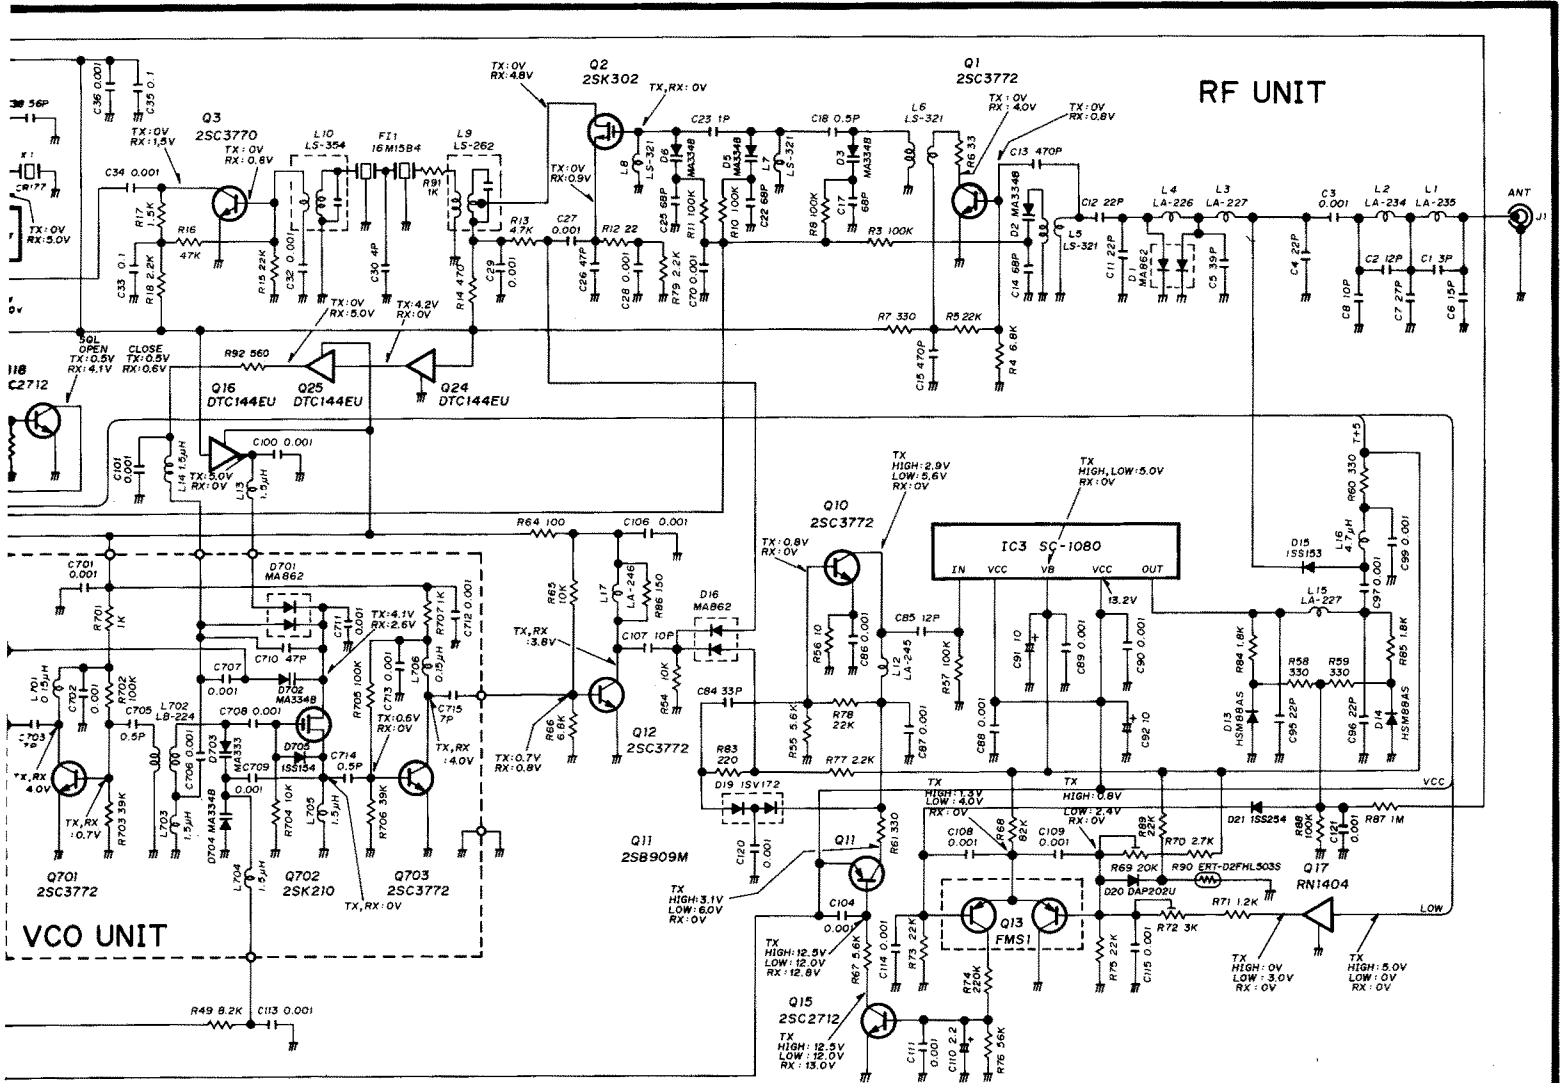 RF UNIT
C36 0.001
C35 0.1
56P
X1
CR177
TX:0V
RX:5.0V
Q3
2SC3770
TX:0V
RX:1.5V
TX:0V
RX:0.8V
C34 0.001
R17
1.5K
R16
47K
C33 0.1
R18 2.2K
R15 22K
C32 0.001
L10
LS-354
FI1
16M15B4
C30 4P
R91
1K
L9
LS-262
R14 470
C29
0.001
R13
4.7K
C27
0.001
TX:0V
RX:4.8V
Q2
2SK302
TX,RX:0V
TX:0V
RX:0.9V
R12 22
C26 47P
C28 0.001
R79 2.2K
C70 0.001
L8
LS-321
D6
MA334B
C25 68P
R11 100K
C23 1P
D5
MA334B
R10 100K
C22 68P
L7
LS-321
C18 0.5P
D3
MA334B
R8 100K
C17
68P
R3 100K
L6
LS-321
Q1
2SC3772
TX:0V
RX:4.0V
TX:0V
RX:0.8V
R6 33
C13 470P
D2 MA334B
C14 68P
L5
LS-321
C12 22P
C11 22P
D1
MA862
L4
LA-226
L3
LA-227
C5 39P
C4 22P
C3
0.001
L2
LA-234
L1
LA-235
C2 12P
C1 3P
C8 10P
C7 27P
C6 15P
ANT
J1
R7 330
R5 22K
C15 470P
R4 6.8K
SQL
OPEN
TX:0.5V
RX:4.1V
CLOSE
TX:0.5V
RX:0.6V
C2712
R92 560
TX:0V
RX:5.0V
TX:4.2V
RX:0V
Q16
DTC144EU
Q25
DTC144EU
Q24
DTC144EU
C101
0.001
L14 1.5µH
TX:5.0V
RX:0V
C100 0.001
L13
1.5µH
R64 100
C106 0.001
R65
10K
L17
LA-246
R86 150
TX,RX
:3.8V
C107 10P
D16
MA862
R54 10K
R66
6.8K
TX:0.7V
RX:0.8V
Q12
2SC3772
VCO UNIT
C701
0.001
R701
1K
D701
MA862
C711
0.001
TX:4.1V
RX:2.6V
R707 1K
C712 0.001
C710 47P
C707
0.001
D702
MA334B
R705 100K
C713 0.001
L706
0.15µH
C715
7P
TX,RX
:4.0V
L701
0.15µH
C702
0.001
R702
100K
C705
0.5P
L702
LB-224
C703
7P
TX,RX
4.0V
TX,RX
:0.7V
R703 39K
Q701
2SC3772
C706 0.001
L703
1.5µH
D703
MA333
D704 MA334B
C708 0.001
C709
0.001
D705
1SS154
R704 10K
L705
1.5µH
C714
0.5P
TX:0.6V
RX:0V
R706 39K
L704
1.5µH
Q702
2SK210
Q703
2SC3772
TX,RX:0V
R49 8.2K
C113 0.001
Q10
2SC3772
TX
HIGH:2.9V
LOW:5.6V
RX:0V
TX:0.8V
RX:0V
R56 10
C86 0.001
C85 12P
L12
LA-245
R57 100K
C84 33P
R55 5.6K
R78
22K
C87 0.001
R83
220
R77 2.2K
D19 1SV172
C120
0.001
TX
HIGH,LOW:5.0V
RX:0V
IC3 SC-1080
IN
VCC
VB
VCC
OUT
13.2V
C91 10
C89 0.001
C90 0.001
C88 0.001
C92 10
T+5
R60 330
L16
4.7µH
C99 0.001
D15
1SS153
C97 0.001
L15
LA-227
R84 1.8K
R58
330
R59
330
R85 1.8K
D13
HSM88AS
C95 22P
C96 22P
D14
HSM88AS
VCC
Q11
2SB909M
TX
HIGH:3.1V
LOW:6.0V
RX:0V
Q11
R61 330
TX
HIGH:1.3V
LOW:4.0V
RX:0V
TX
HIGH:0.8V
LOW:2.4V
RX:0V
R68
82K
C108
0.001
C109
0.001
R89
22K
R70 2.7K
R69 20K
R90 ERT-D2FHL503S
D20 DAP202U
D21 1SS254
R88
100K
C121
0.001
R87 1M
Q17
RN1404
LOW
R71 1.2K
R72 3K
C104
0.001
TX
HIGH:12.5V
LOW:12.0V
RX:12.8V
R67 5.6K
C114 0.001
R73 22K
Q13
FMS1
R74
220K
R75 22K
C115 0.001
TX
HIGH:0V
LOW:3.0V
RX:0V
TX
HIGH:5.0V
LOW:0V
RX:0V
Q15
2SC2712
TX
HIGH:12.5V
LOW:12.0V
RX:13.0V
C111
0.001
C110 2.2
R76 56K